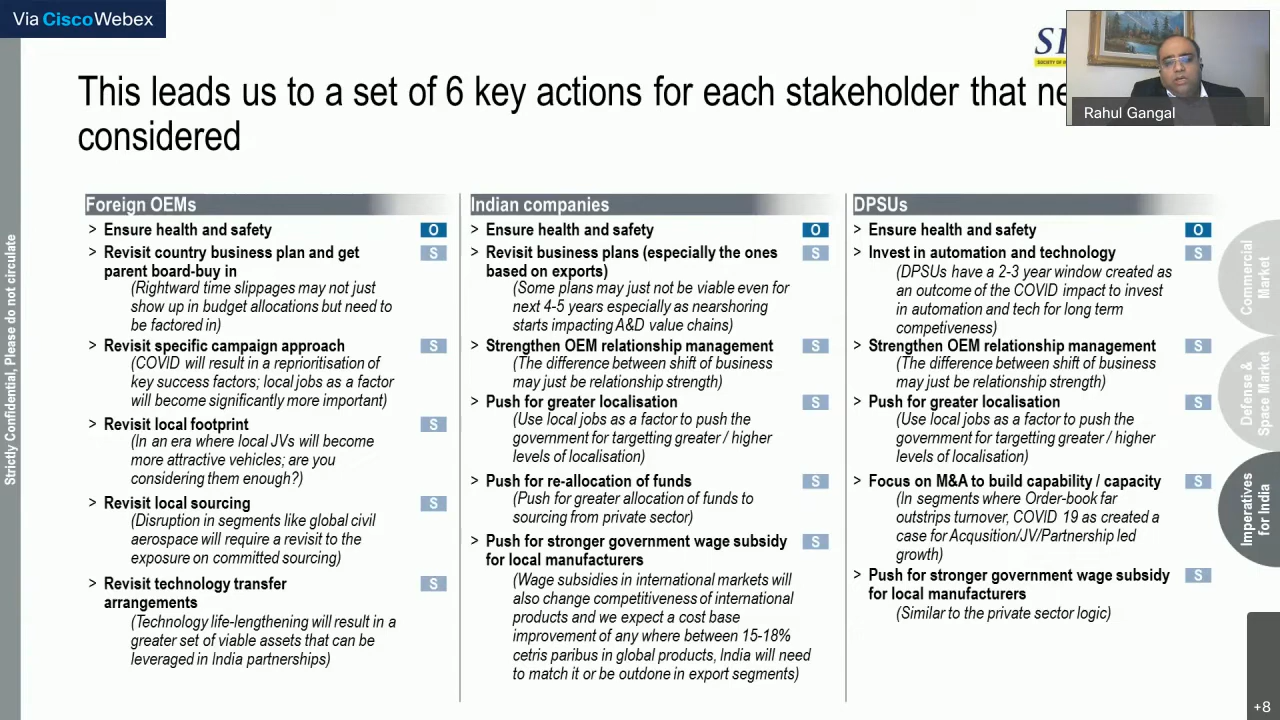 Via CiscoWebex
SI
SOCIETY OF
Rahul Gangal
This leads us to a set of 6 key actions for each stakeholder that ne
considered
Strictly Confidential, Please do not circulate
Foreign OEMs
> Ensure health and safety O
> Revisit country business plan and get S
parent board-buy in
(Rightward time slippages may not just
show up in budget allocations but need to
be factored in)
> Revisit specific campaign approach S
(COVID will result in a reprioritisation of
key success factors; local jobs as a factor
will become significantly more important)
> Revisit local footprint S
(In an era where local JVs will become
more attractive vehicles; are you
considering them enough?)
> Revisit local sourcing S
(Disruption in segments like global civil
aerospace will require a revisit to the
exposure on committed sourcing)
> Revisit technology transfer S
arrangements
(Technology life-lengthening will result in a
greater set of viable assets that can be
leveraged in India partnerships)
Indian companies
> Ensure health and safety O
> Revisit business plans (especially the ones S
based on exports)
(Some plans may just not be viable even for
next 4-5 years especially as nearshoring
starts impacting A&D value chains)
> Strengthen OEM relationship management S
(The difference between shift of business
may just be relationship strength)
> Push for greater localisation S
(Use local jobs as a factor to push the
government for targetting greater / higher
levels of localisation)
> Push for re-allocation of funds S
(Push for greater allocation of funds to
sourcing from private sector)
> Push for stronger government wage subsidy S
for local manufacturers
(Wage subsidies in international markets will
also change competitiveness of international
products and we expect a cost base
improvement of any where between 15-18%
cetris paribus in global products, India will need
to match it or be outdone in export segments)
DPSUs
> Ensure health and safety O
> Invest in automation and technology S
(DPSUs have a 2-3 year window created as
an outcome of the COVID impact to invest
in automation and tech for long term
competiveness)
> Strengthen OEM relationship management S
(The difference between shift of business
may just be relationship strength)
> Push for greater localisation S
(Use local jobs as a factor to push the
government for targetting greater / higher
levels of localisation)
> Focus on M&A to build capability / capacity S
(In segments where Order-book far
outstrips turnover, COVID 19 as created a
case for Acqusition/JV/Partnership led
growth)
> Push for stronger government wage subsidy S
for local manufacturers
(Similar to the private sector logic)
Commercial
Market
Defense &
Space Market
Imperatives
for India
+8